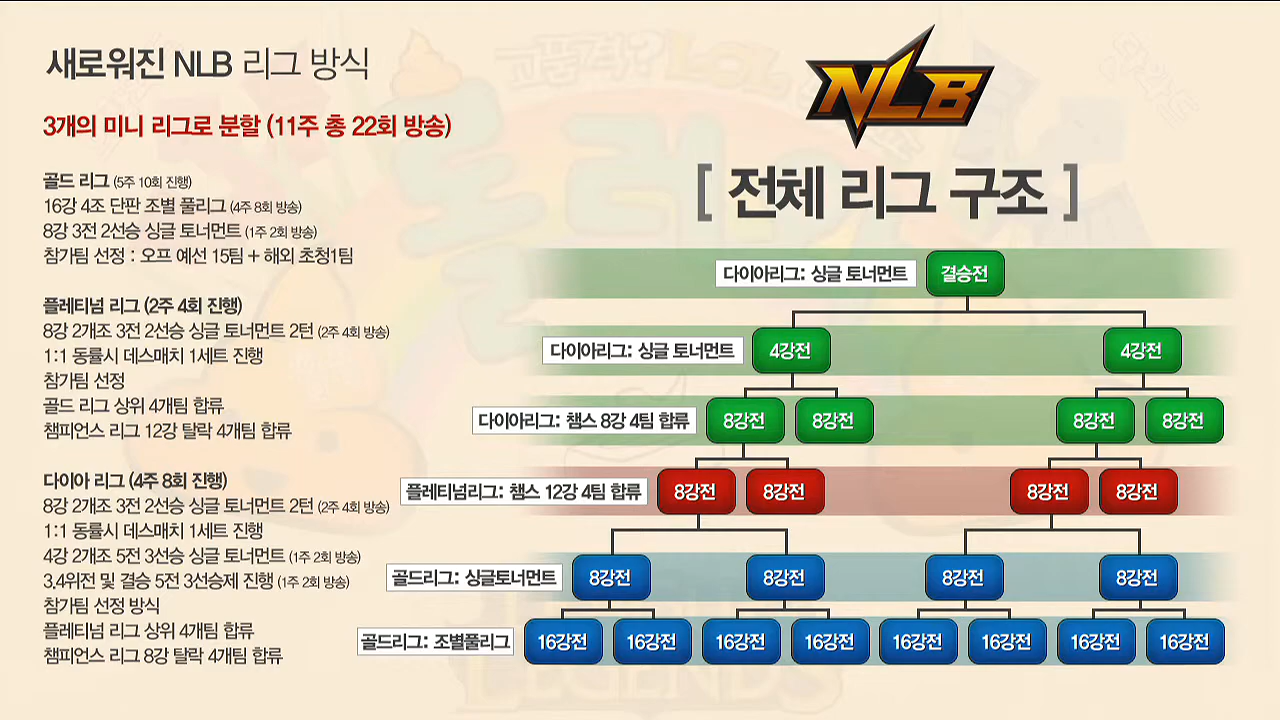 새로워진 NLB 리그 방식
3개의 미니 리그로 분할 (11주 총 22회 방송)
골드 리그 (5주 10회 진행)
16강 4조 단판 조별 풀리그 (4주 8회 방송)
8강 3전 2선승 싱글 토너먼트 (1주 2회 방송)
참가팀 선정 : 오프 예선 15팀 + 해외 초청1팀
플레티넘 리그 (2주 4회 진행)
8강 2개조 3전 2선승 싱글 토너먼트 2턴 (2주 4회 방송)
1:1 동률시 데스매치 1세트 진행
참가팀 선정
골드 리그 상위 4개팀 합류
챔피언스 리그 12강 탈락 4개팀 합류
다이아 리그 (4주 8회 진행)
8강 2개조 3전 2선승 싱글 토너먼트 2턴 (2주 4회 방송)
1:1 동률시 데스매치 1세트 진행
4강 2개조 5전 3선승 싱글 토너먼트 (1주 2회 방송)
3,4위전 및 결승 5전 3선승제 진행 (1주 2회 방송)
참가팀 선정 방식
플레티넘 리그 상위 4개팀 합류
챔피언스 리그 8강 탈락 4개팀 합류
NLB
[ 전체 리그 구조 ]
다이아리그: 싱글 토너먼트 결승전
다이아리그: 싱글 토너먼트 4강전 4강전
다이아리그: 챔스 8강 4팀 합류 8강전 8강전 8강전 8강전
플레티넘리그: 챔스 12강 4팀 합류 8강전 8강전 8강전 8강전
골드리그: 싱글토너먼트 8강전 8강전 8강전 8강전
골드리그: 조별풀리그 16강전 16강전 16강전 16강전 16강전 16강전 16강전 16강전